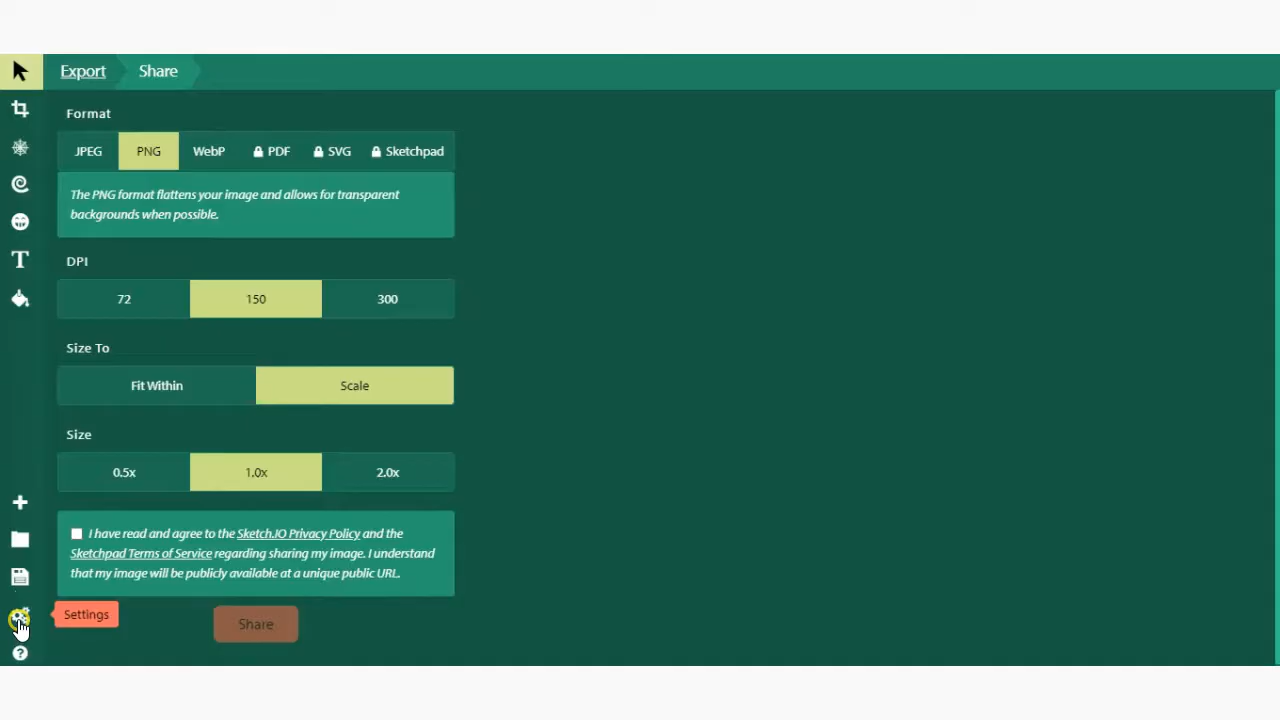 Export Share
Format
JPEG PNG WebP PDF SVG Sketchpad
The PNG format flattens your image and allows for transparent
backgrounds when possible.
DPI
72 150 300
Size To
Fit Within Scale
Size
0.5x 1.0x 2.0x
I have read and agree to the Sketch.IO Privacy Policy and the
Sketchpad Terms of Service regarding sharing my image. I understand
that my image will be publicly available at a unique public URL.
Settings
Share